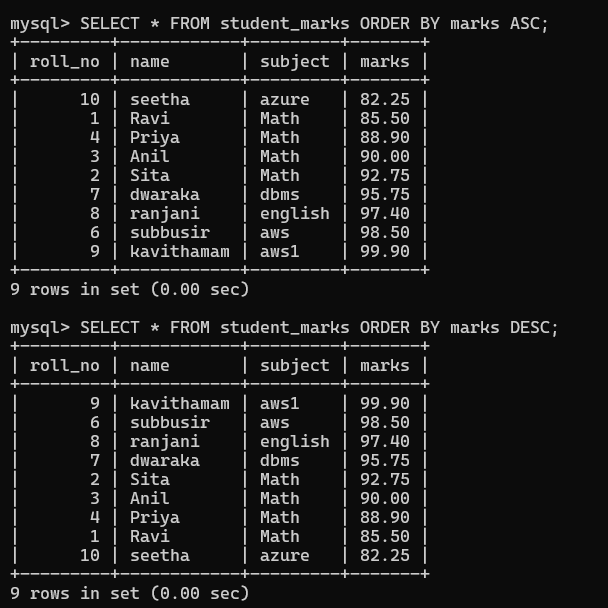 mysql> SELECT * FROM student_marks ORDER BY marks ASC;
+---------+------------+---------+-------+
| roll_no | name       | subject | marks |
+---------+------------+---------+-------+
|      10 | seetha     | azure   | 82.25 |
|       1 | Ravi       | Math    | 85.50 |
|       4 | Priya      | Math    | 88.90 |
|       3 | Anil       | Math    | 90.00 |
|       2 | Sita       | Math    | 92.75 |
|       7 | dwaraka    | dbms    | 95.75 |
|       8 | ranjani    | english | 97.40 |
|       6 | subbusir   | aws     | 98.50 |
|       9 | kavithamam | aws1    | 99.90 |
+---------+------------+---------+-------+
9 rows in set (0.00 sec)

mysql> SELECT * FROM student_marks ORDER BY marks DESC;
+---------+------------+---------+-------+
| roll_no | name       | subject | marks |
+---------+------------+---------+-------+
|       9 | kavithamam | aws1    | 99.90 |
|       6 | subbusir   | aws     | 98.50 |
|       8 | ranjani    | english | 97.40 |
|       7 | dwaraka    | dbms    | 95.75 |
|       2 | Sita       | Math    | 92.75 |
|       3 | Anil       | Math    | 90.00 |
|       4 | Priya      | Math    | 88.90 |
|       1 | Ravi       | Math    | 85.50 |
|      10 | seetha     | azure   | 82.25 |
+---------+------------+---------+-------+
9 rows in set (0.00 sec)